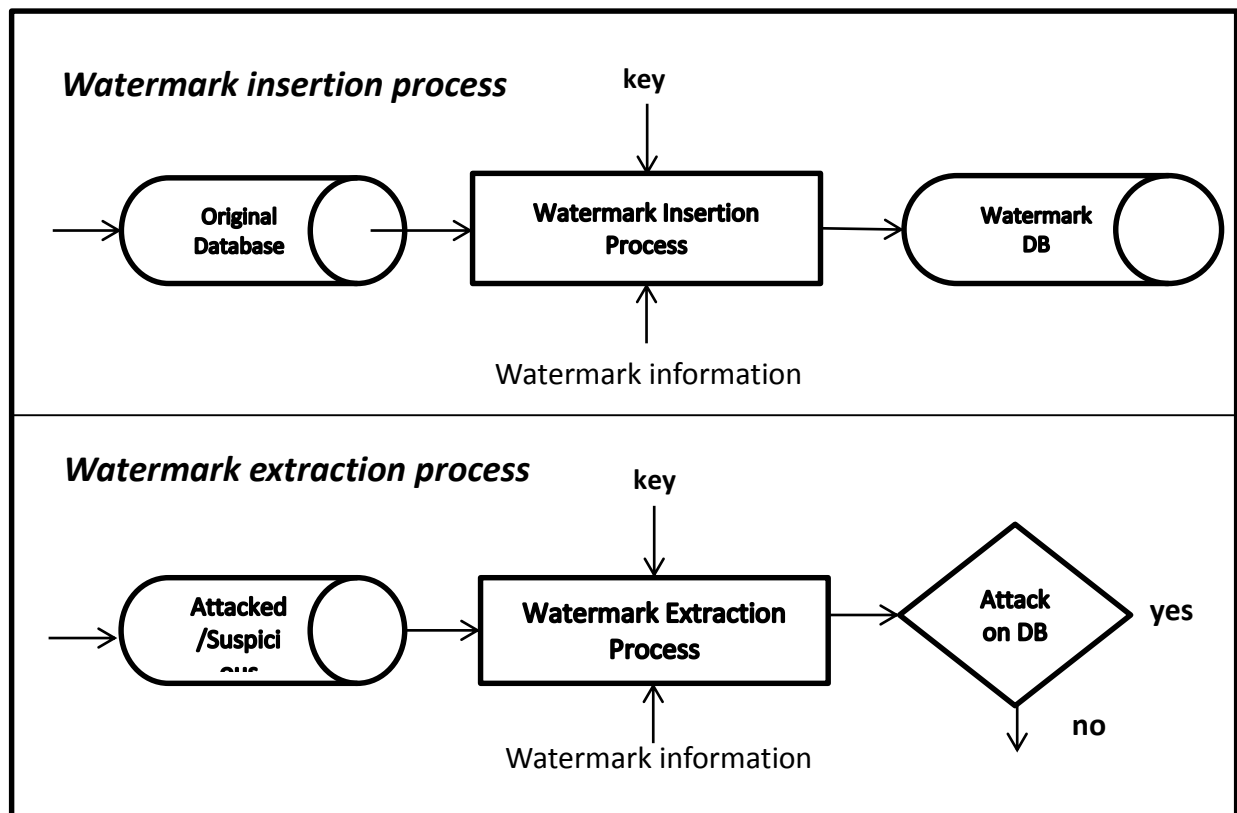 Watermark insertion process
key
Original
Database
Watermark Insertion
Process
Watermark
DB
Watermark information
Watermark extraction process
key
Attacked
/Suspici
Watermark Extraction
Process
Attack
on DB
yes
no
Watermark information